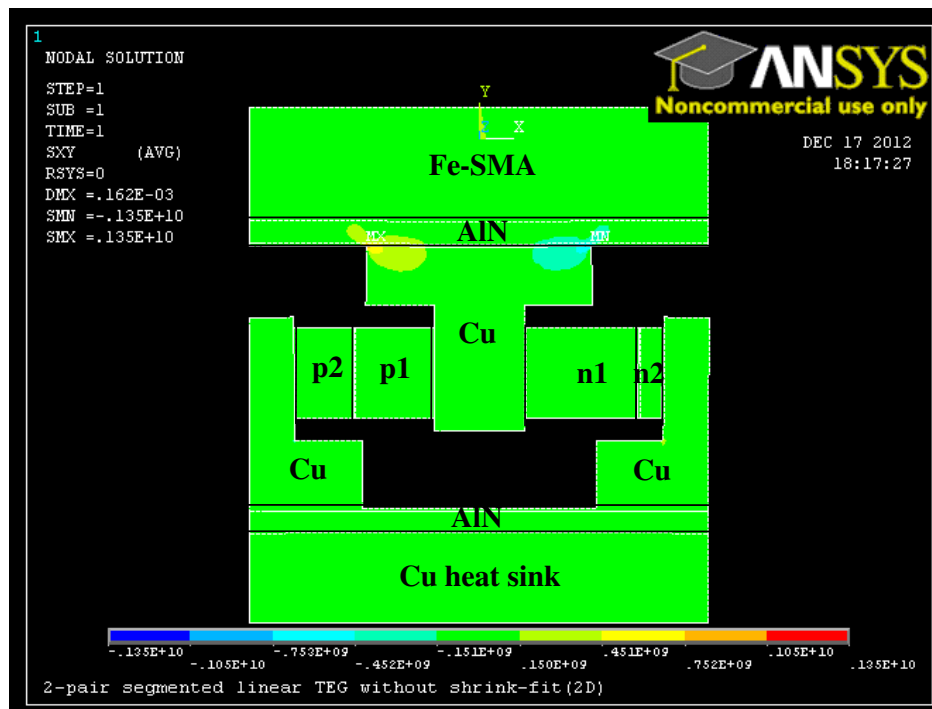 1
NODAL SOLUTION
STEP=1
SUB =1
TIME=1
SXY (AVG)
RSYS=0
DMX =.162E-03
SMN =-.135E+10
SMX =.135E+10
ANSYS
Noncommercial use only
DEC 17 2012
18:17:27
Y
Z X
Fe-SMA
AlN
MX MN
Cu
p2 p1 n1 n2
Cu Cu
AlN
Cu heat sink
-.135E+10 -.753E+09 -.151E+09 .451E+09 .105E+10
-.105E+10 -.452E+09 .150E+09 .752E+09 .135E+10
2-pair segmented linear TEG without shrink-fit(2D)